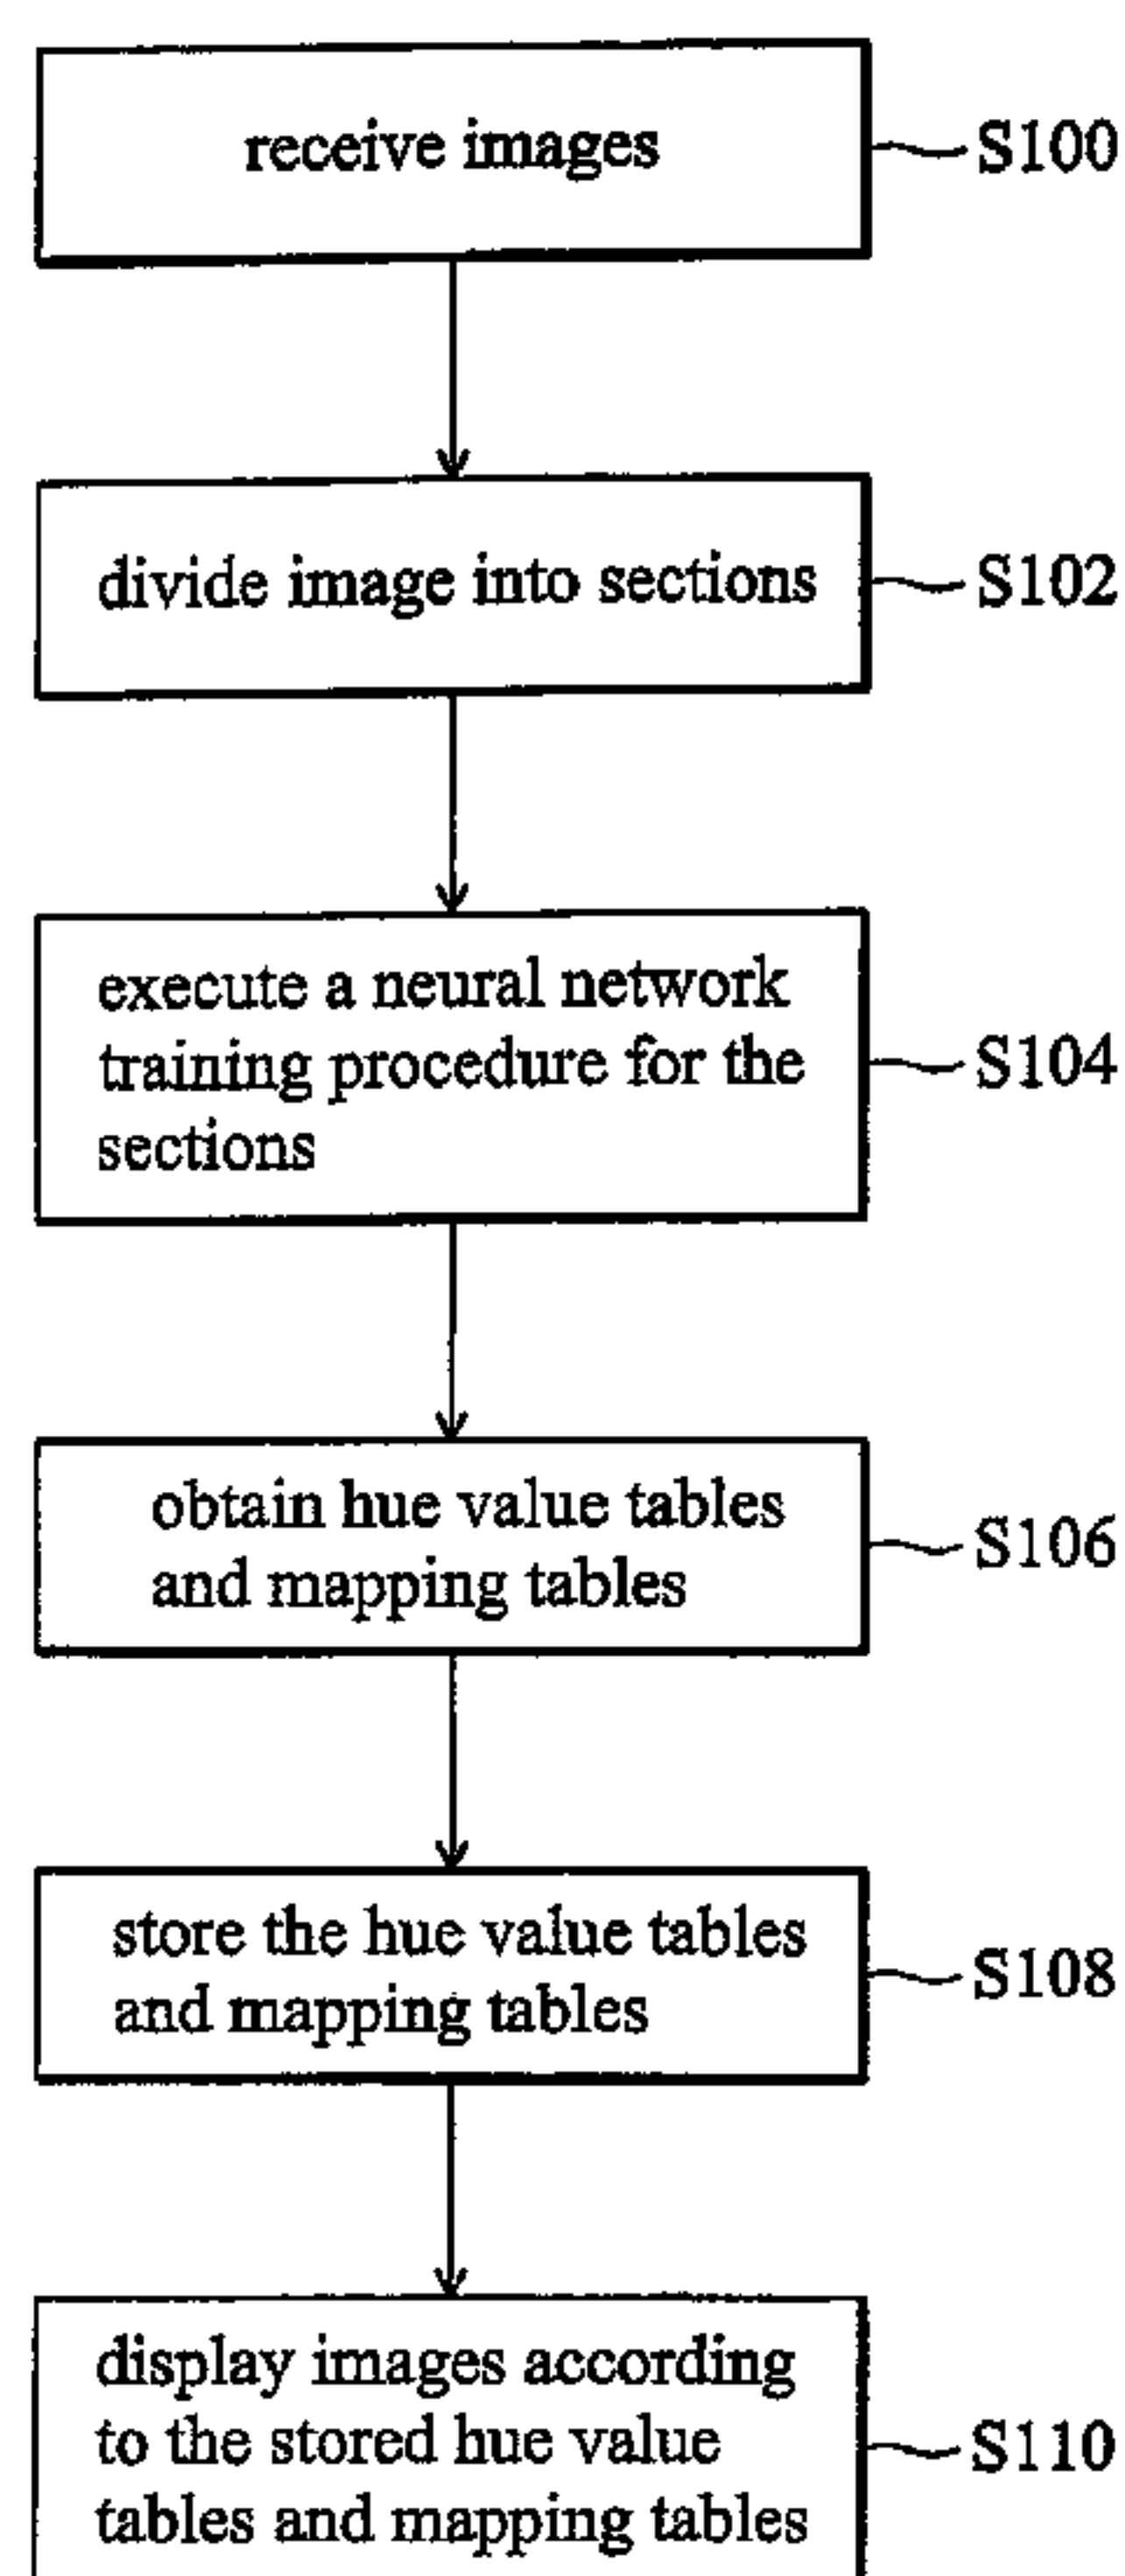 receive images
S100
divide image into sections
S102
execute a neural network
training procedure for the
sections
S104
obtain hue value tables
and mapping tables
S106
store the hue value tables
and mapping tables
S108
display images according
to the stored hue value
tables and mapping tables
S110